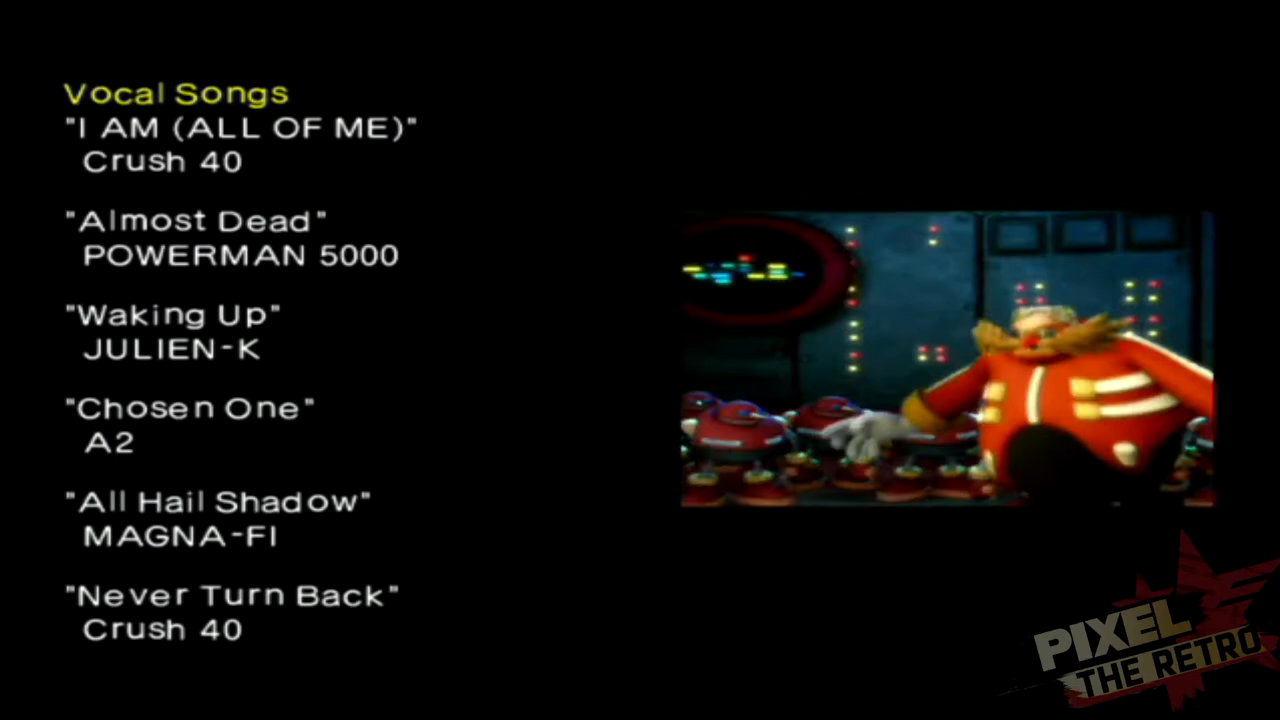 Vocal Songs
"I AM (ALL OF ME)"
Crush 40
"Almost Dead"
POWERMAN 5000
"Waking Up"
JULIEN-K
"Chosen One"
A2
"All Hail Shadow"
MAGNA-FI
"Never Turn Back"
Crush 40
PIXEL
THE RETRO